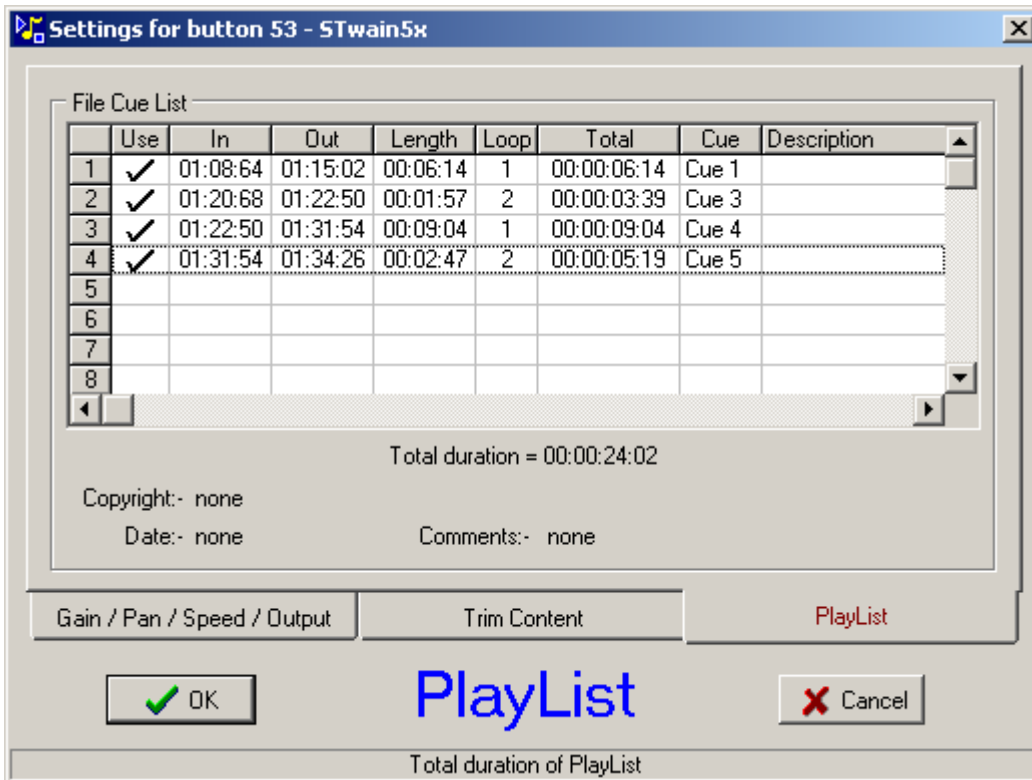 Settings for button 53 - STwain5x
File Cue List
Use In Out Length Loop Total Cue Description
1 01:08:64 01:15:02 00:06:14 1 00:00:06:14 Cue 1
2 01:20:68 01:22:50 00:01:57 2 00:00:03:39 Cue 3
3 01:22:50 01:31:54 00:09:04 1 00:00:09:04 Cue 4
4 01:31:54 01:34:26 00:02:47 2 00:00:05:19 Cue 5
5
6
7
8
Total duration = 00:00:24:02
Copyright:- none
Date:- none Comments:- none
Gain / Pan / Speed / Output Trim Content PlayList
OK PlayList Cancel
Total duration of PlayList